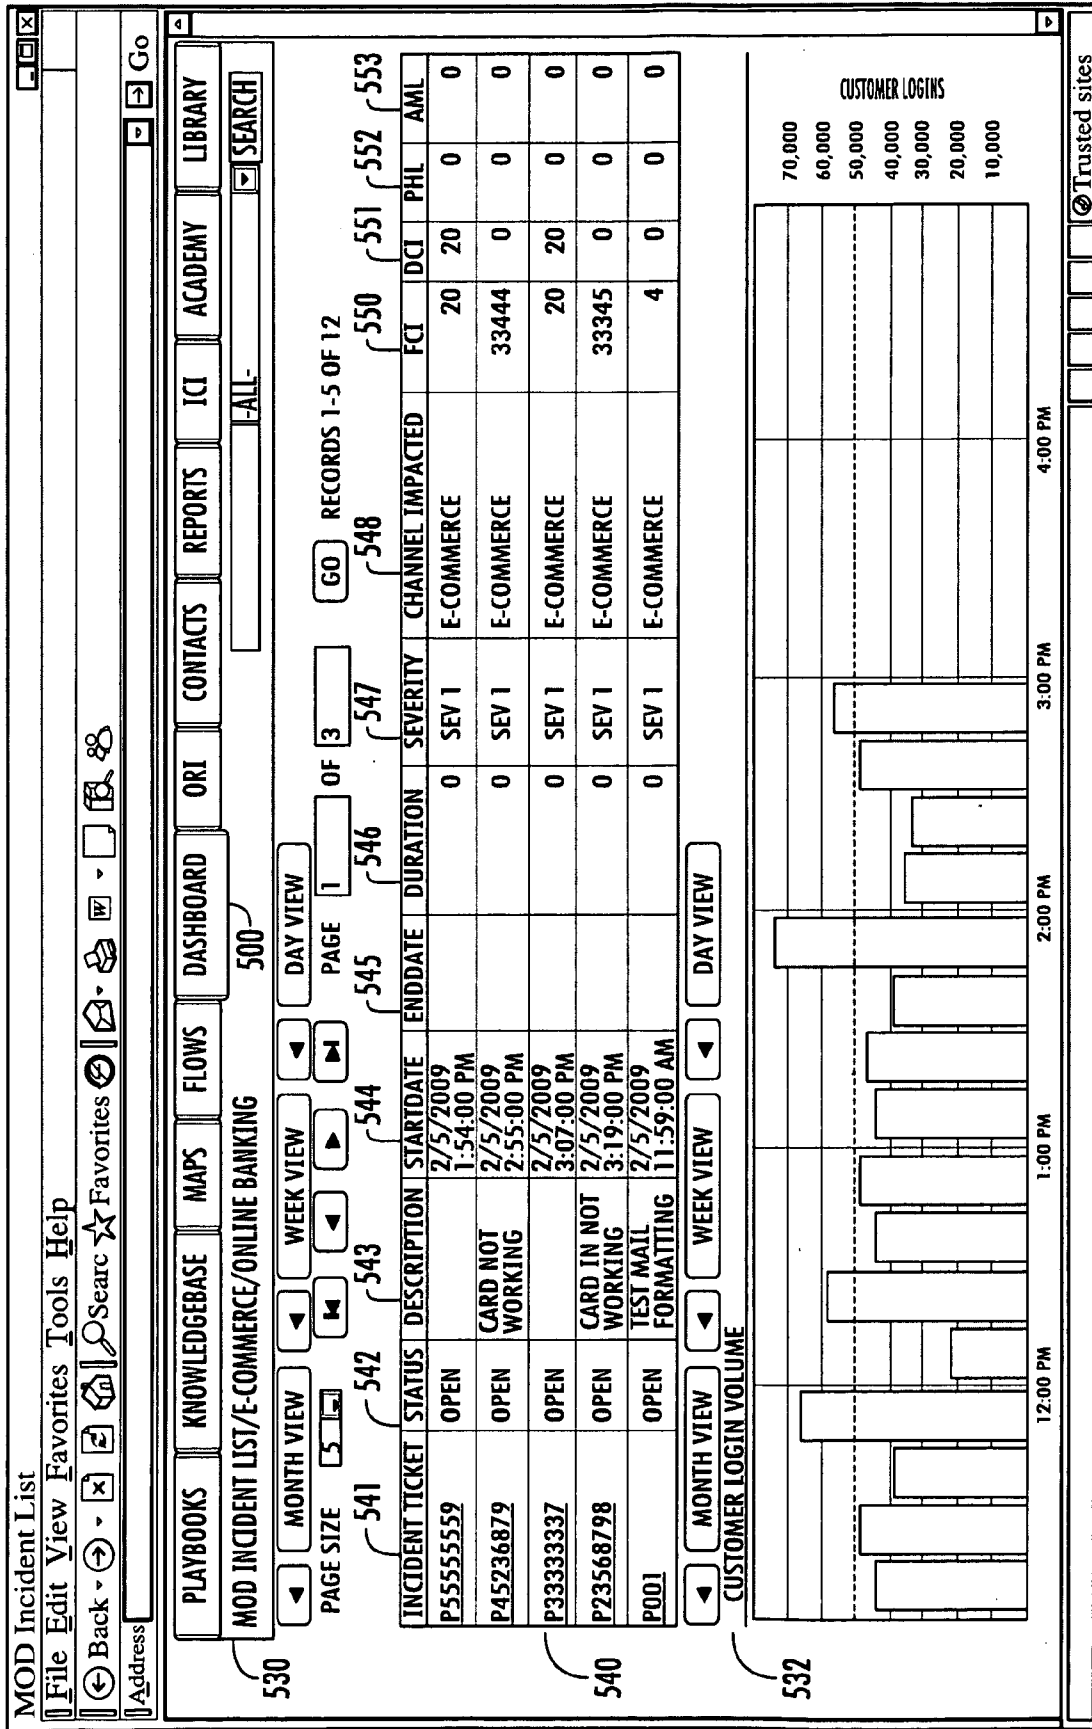 MOD Incident List
File Edit View Favorites Tools Help
Back Searc Favorites W
Address Go
PLAYBOOKS KNOWLEDGEBASE MAPS FLOWS DASHBOARD ORI CONTACTS REPORTS ICI ACADEMY LIBRARY
530 MOD INCIDENT LIST/E-COMMERCE/ONLINE BANKING 500 -ALL- SEARCH
MONTH VIEW WEEK VIEW DAY VIEW
PAGE SIZE 5 PAGE 1 OF 3 GO RECORDS 1-5 OF 12
541 542 543 544 545 546 547 548 550 551 552 553
INCIDENT TICKET STATUS DESCRIPTION STARTDATE ENDDATE DURATION SEVERITY CHANNEL IMPACTED FCI DCI PHL AML
P55555559 OPEN 2/5/2009 1:54:00 PM 0 SEV 1 E-COMMERCE 20 20 0 0
P45236879 OPEN CARD NOT WORKING 2/5/2009 2:55:00 PM 0 SEV 1 E-COMMERCE 33444 0 0 0
P33333337 OPEN 2/5/2009 3:07:00 PM 0 SEV 1 E-COMMERCE 20 20 0 0
P23568798 OPEN CARD IN NOT WORKING 2/5/2009 3:19:00 PM 0 SEV 1 E-COMMERCE 33345 0 0 0
P001 OPEN TEST MAIL FORMATTING 2/5/2009 11:59:00 AM 0 SEV 1 E-COMMERCE 4 0 0 0
540
MONTH VIEW WEEK VIEW DAY VIEW
CUSTOMER LOGIN VOLUME
532
70,000
60,000
50,000
40,000
30,000
20,000
10,000
CUSTOMER LOGINS
12:00 PM 1:00 PM 2:00 PM 3:00 PM 4:00 PM
Trusted sites